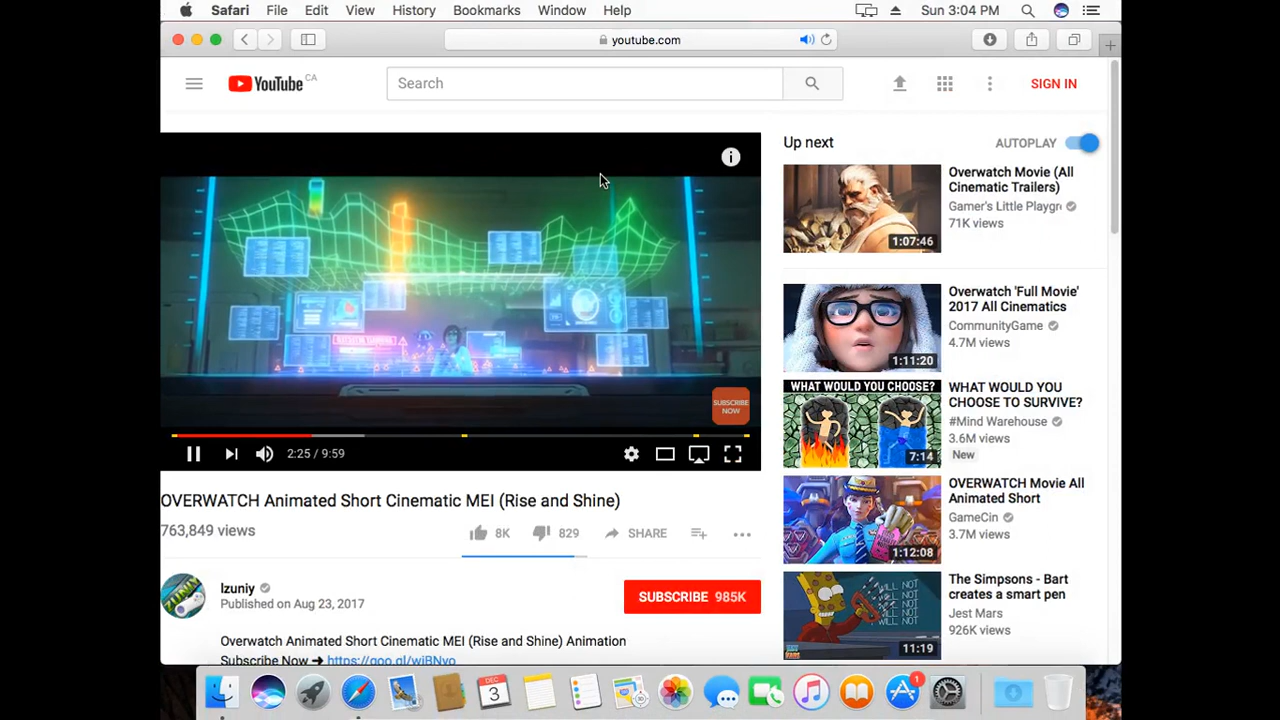 Safari File Edit View History Bookmarks Window Help Sun 3:04 PM
youtube.com
YouTube CA Search SIGN IN
SUBSCRIBE NOW
2:25 / 9:59
OVERWATCH Animated Short Cinematic MEI (Rise and Shine)
763,849 views
8K 829 SHARE
Izuniy
Published on Aug 23, 2017
SUBSCRIBE 985K
Overwatch Animated Short Cinematic MEI (Rise and Shine) Animation
Subscribe Now ➜ https://goo.gl/wjBNyo
Up next AUTOPLAY
1:07:46
Overwatch Movie (All
Cinematic Trailers)
Gamer's Little Playgr
71K views
1:11:20
Overwatch 'Full Movie'
2017 All Cinematics
CommunityGame
4.7M views
WHAT WOULD YOU CHOOSE?
7:14
WHAT WOULD YOU
CHOOSE TO SURVIVE?
#Mind Warehouse
3.6M views
New
1:12:08
OVERWATCH Movie All
Animated Short
GameCin
3.7M views
WILL NOT
11:19
The Simpsons - Bart
creates a smart pen
Jest Mars
926K views
DEC
3
1